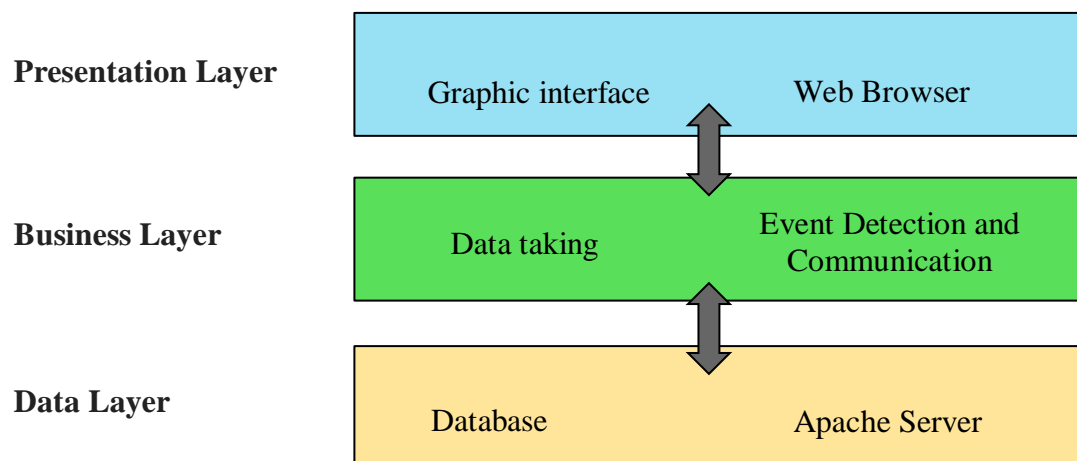 Presentation Layer
Graphic interface
Web Browser
Business Layer
Data taking
Event Detection and
Communication
Data Layer
Database
Apache Server